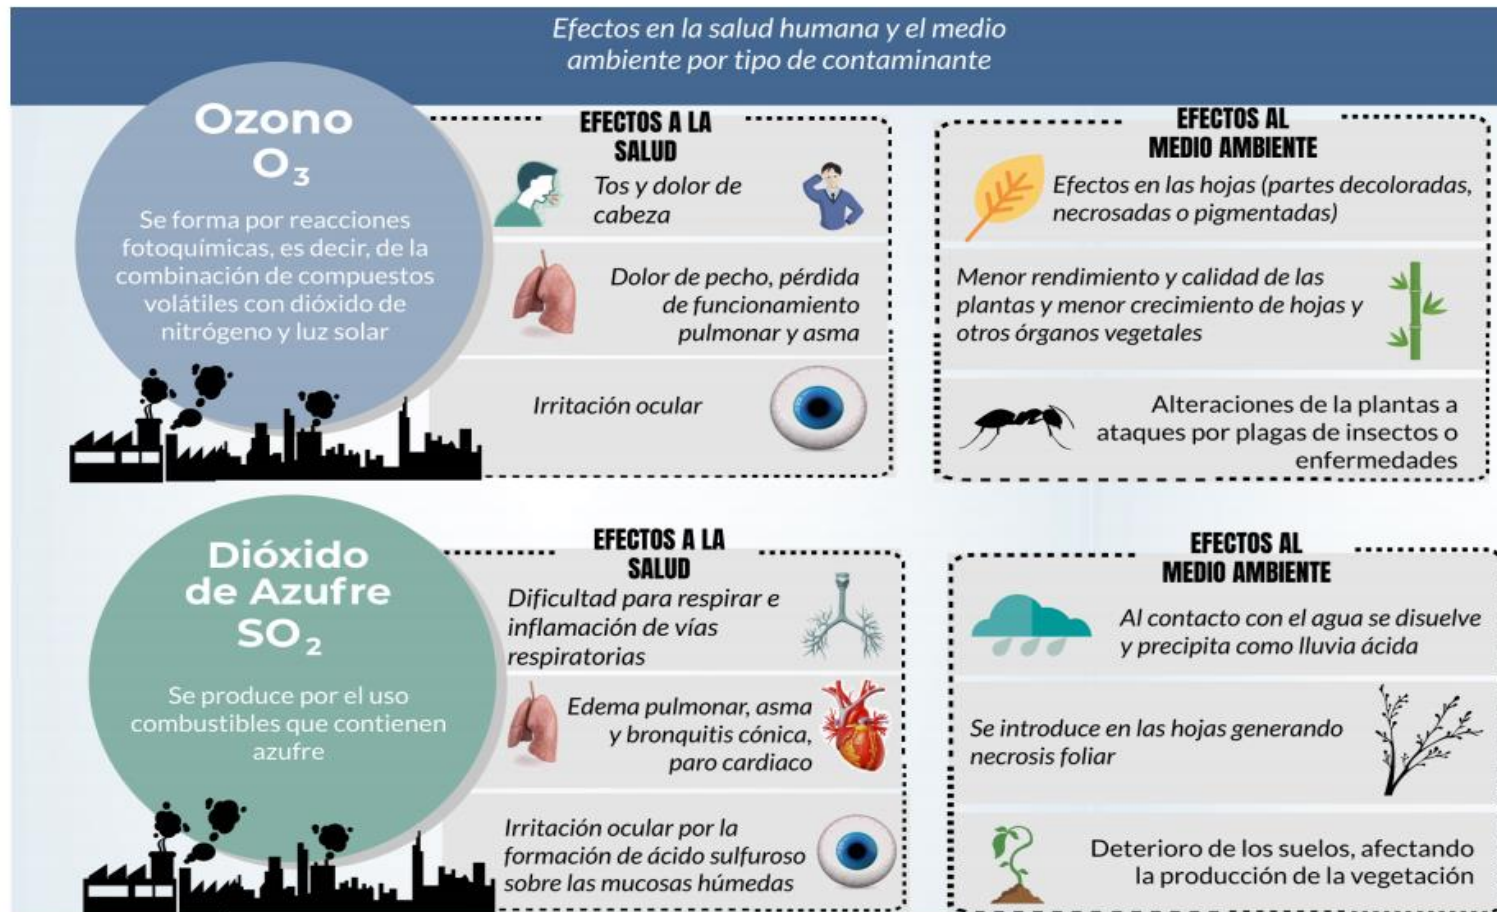 Efectos en la salud humana y el medio
ambiente por tipo de contaminante
Ozono
O₃
Se forma por reacciones
fotoquímicas, es decir, de la
combinación de compuestos
volátiles con dióxido de
nitrógeno y luz solar
EFECTOS A LA
SALUD
Tos y dolor de
cabeza
Dolor de pecho, pérdida
de funcionamiento
pulmonar y asma
Irritación ocular
EFECTOS AL
MEDIO AMBIENTE
Efectos en las hojas (partes decoloradas,
necrosadas o pigmentadas)
Menor rendimiento y calidad de las
plantas y menor crecimiento de hojas y
otros órganos vegetales
Alteraciones de la plantas a
ataques por plagas de insectos o
enfermedades
Dióxido
de Azufre
SO₂
Se produce por el uso
combustibles que contienen
azufre
EFECTOS A LA
SALUD
Dificultad para respirar e
inflamación de vías
respiratorias
Edema pulmonar, asma
y bronquitis cónica,
paro cardiaco
Irritación ocular por la
formación de ácido sulfuroso
sobre las mucosas húmedas
EFECTOS AL
MEDIO AMBIENTE
Al contacto con el agua se disuelve
y precipita como lluvia ácida
Se introduce en las hojas generando
necrosis foliar
Deterioro de los suelos, afectando
la producción de la vegetación